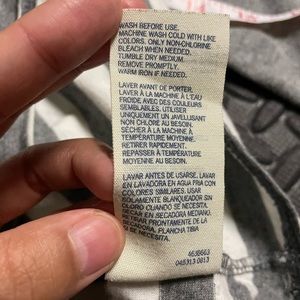 WASH BEFORE USE.
MACHINE WASH COLD WITH LIKE
COLORS. ONLY NON-CHLORINE
BLEACH WHEN NEEDED.
TUMBLE DRY MEDIUM.
REMOVE PROMPTLY.
WARM IRON IF NEEDED.
LAVER AVANT DE PORTER.
LAVER À LA MACHINE À L'EAU
FROIDE AVEC DES COULEURS
SEMBLABLES. UTILISER
UNIQUEMENT UN JAVELLISANT
NON CHLORÉ AU BESOIN.
SÉCHER À LA MACHINE À
TEMPÉRATURE MOYENNE.
RETIRER RAPIDEMENT.
REPASSER À TEMPÉRATURE
MOYENNE AU BESOIN.
LAVAR ANTES DE USARSE. LAVAR
EN LAVADORA EN AGUA FRIA CON
COLORES SIMILARES. USAR
SOLAMENTE BLANQUEADOR SIN
CLORO CUANDO SE NECESITE.
SECAR EN SECADORA MEDIANO.
RETIRAR PRONTAMENTE DE LA
SECADORA. PLANCHA TIBIA
SI SE NECESITA.